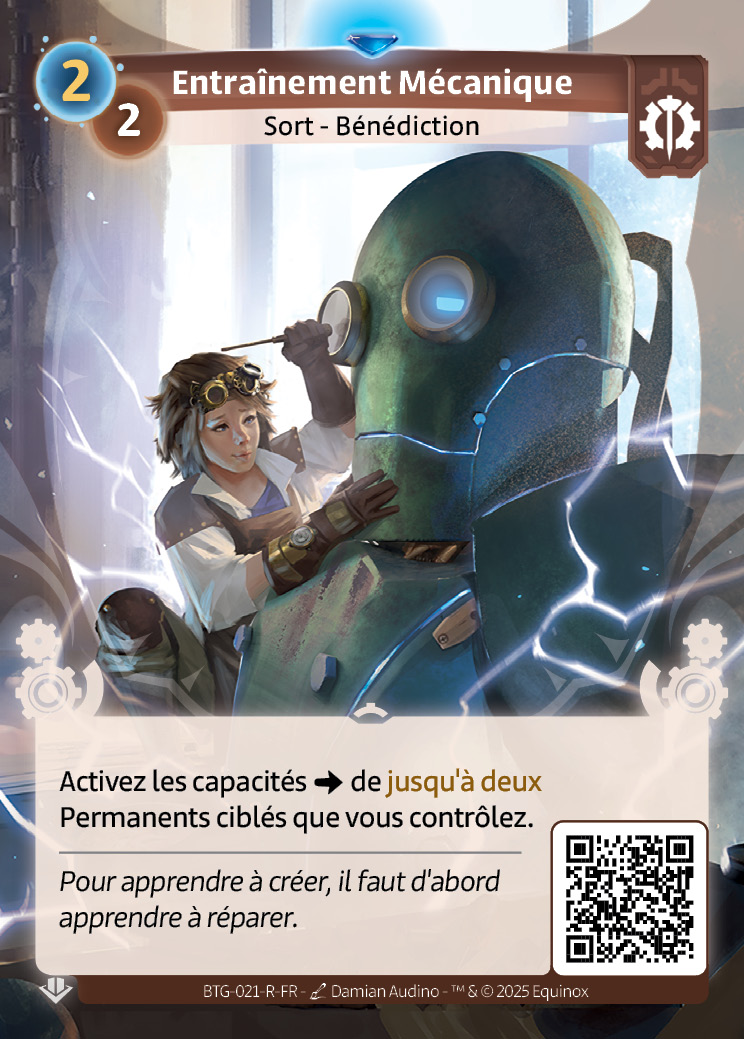 2
Entraînement Mécanique
2
Sort - Bénédiction
Activez les capacités de jusqu'à deux
Permanents ciblés que vous contrôlez.
Pour apprendre à créer, il faut d'abord
apprendre à réparer.
BTG-021-R-FR - Damian Audino - ™ & © 2025 Equinox